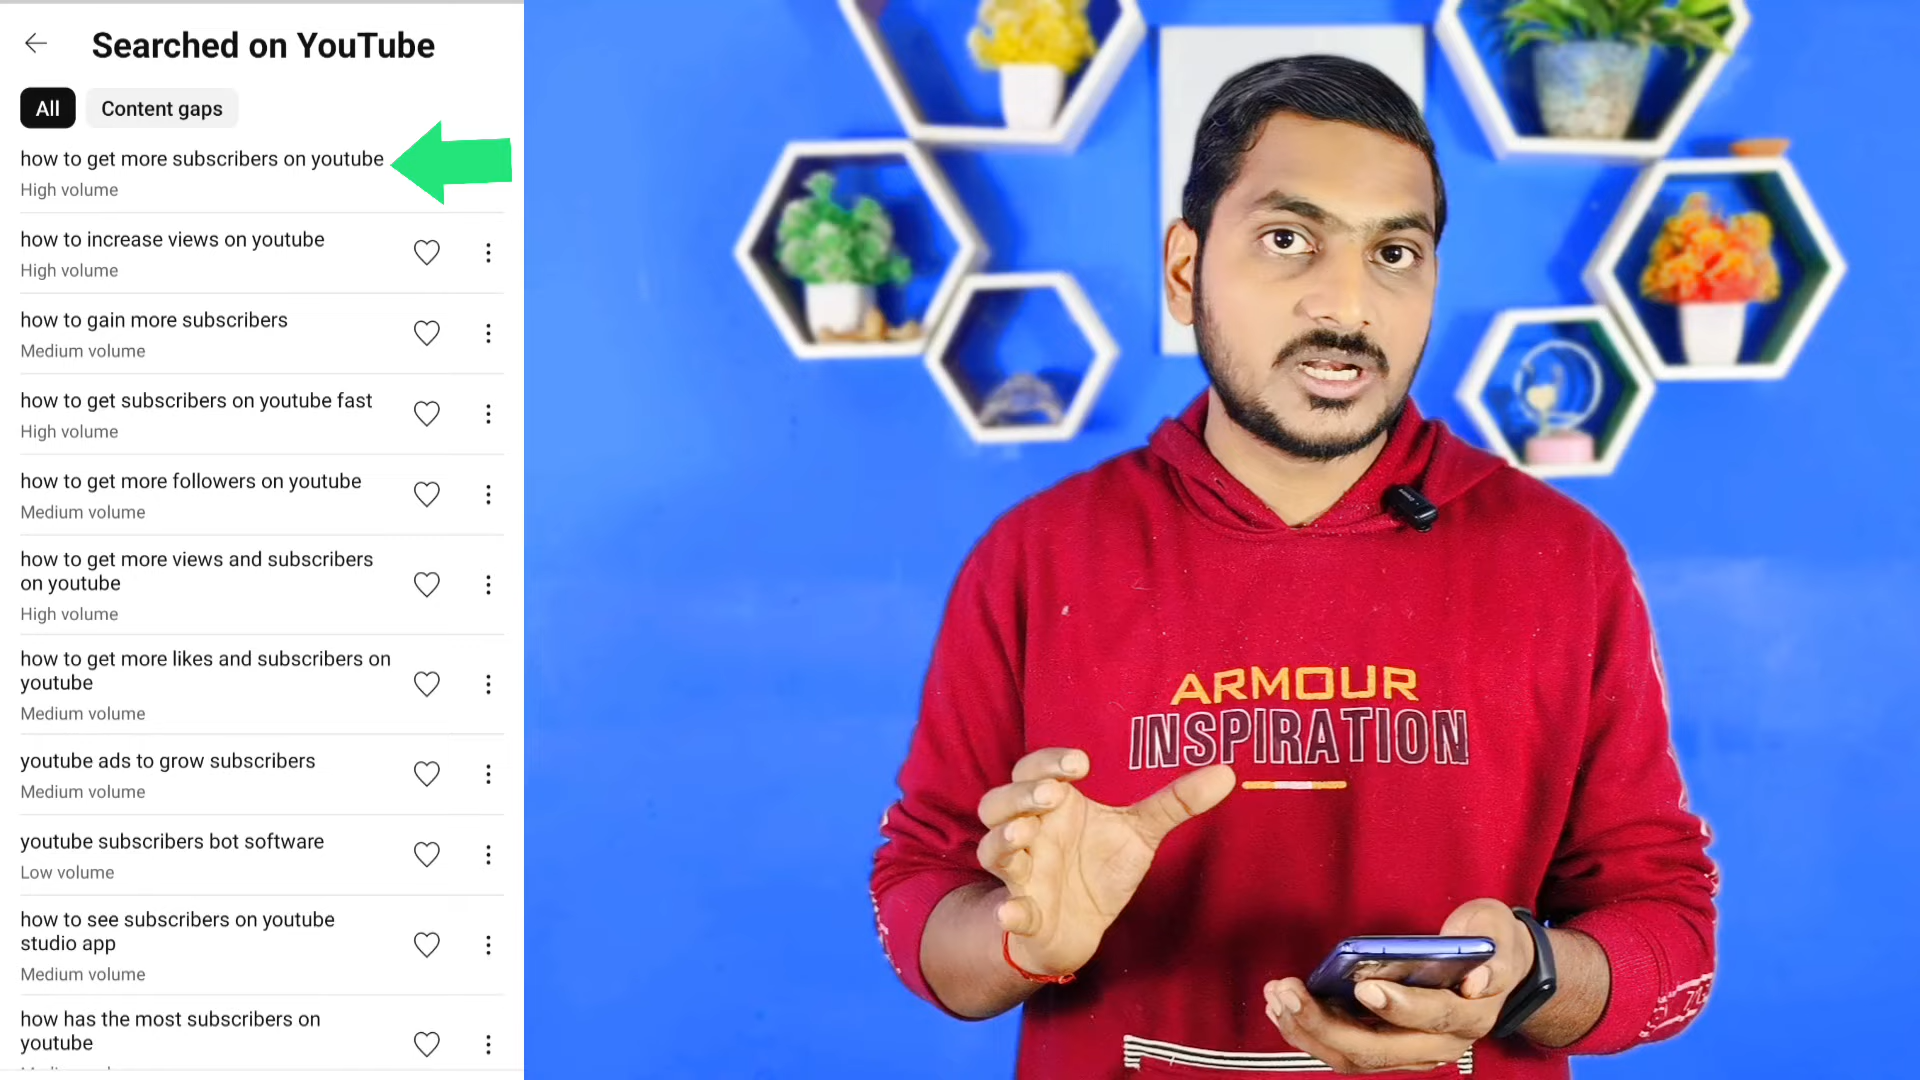 Searched on YouTube
All
Content gaps
how to get more subscribers on youtube
High volume
how to increase views on youtube
High volume
how to gain more subscribers
Medium volume
how to get subscribers on youtube fast
High volume
how to get more followers on youtube
Medium volume
how to get more views and subscribers
on youtube
High volume
how to get more likes and subscribers on
youtube
Medium volume
youtube ads to grow subscribers
Medium volume
youtube subscribers bot software
Low volume
how to see subscribers on youtube
studio app
Medium volume
how has the most subscribers on
youtube
ARMOUR
INSPIRATION